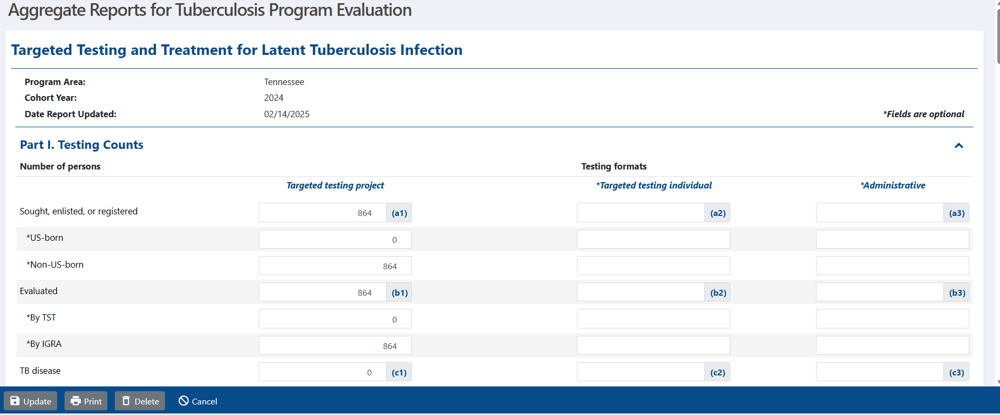 Aggregate Reports for Tuberculosis Program Evaluation
Targeted Testing and Treatment for Latent Tuberculosis Infection
Program Area: Tennessee
Cohort Year: 2024
Date Report Updated: 02/14/2025 *Fields are optional
Part I. Testing Counts
Number of persons Testing formats
Targeted testing project *Targeted testing individual *Administrative
Sought, enlisted, or registered 864 (a1) (a2) (a3)
*US-born 0
*Non-US-born 864
Evaluated 864 (b1) (b2) (b3)
*By TST 0
*By IGRA 864
TB disease 0 (c1) (c2) (c3)
Update Print Delete Cancel